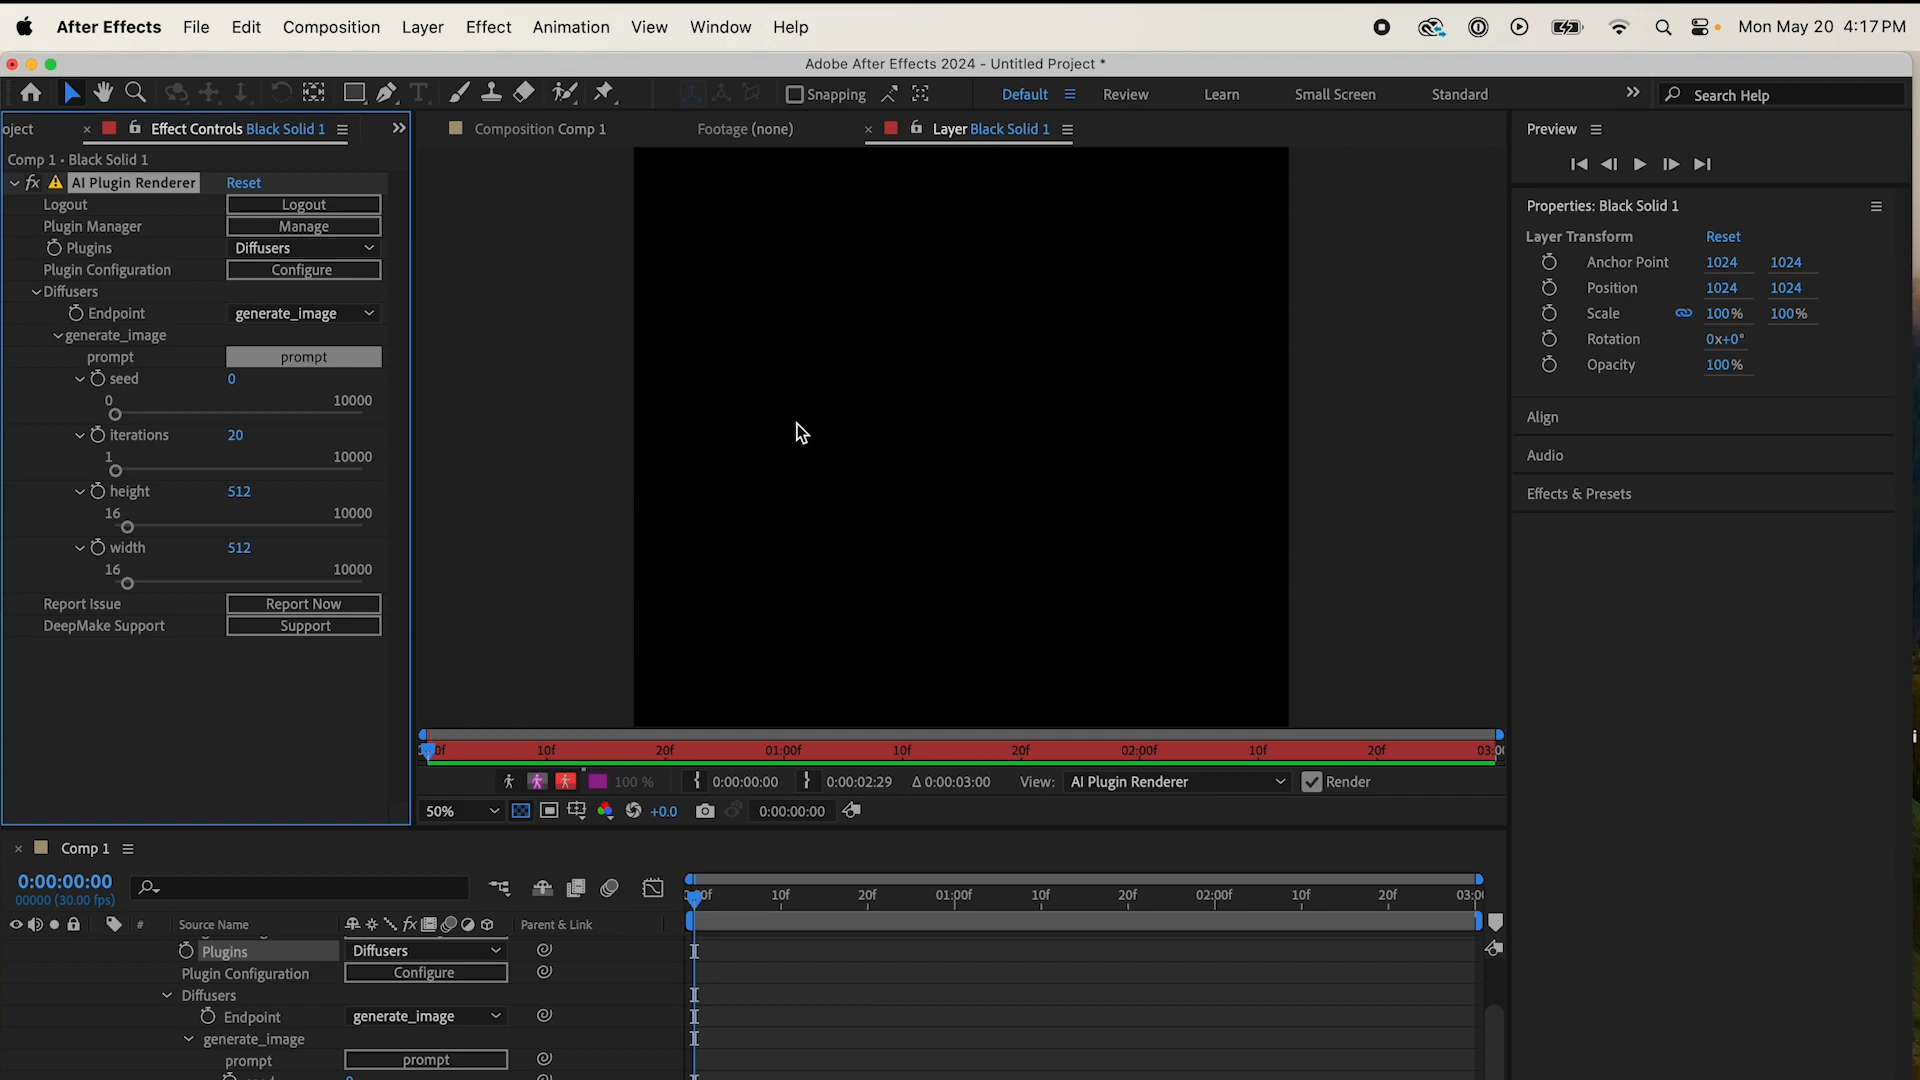 After Effects File Edit Composition Layer Effect Animation View Window Help Mon May 20 4:17 PM
Adobe After Effects 2024 - Untitled Project *
Snapping Default Review Learn Small Screen Standard Search Help
oject Effect Controls Black Solid 1
Composition Comp 1 Footage (none) Layer Black Solid 1
Preview
Comp 1 • Black Solid 1
fx AI Plugin Renderer Reset
Logout Logout
Plugin Manager Manage
Plugins Diffusers
Plugin Configuration Configure
Diffusers
Endpoint generate_image
generate_image
prompt prompt
seed 0
0 10000
iterations 20
1 10000
height 512
16 10000
width 512
16 10000
Report Issue Report Now
DeepMake Support Support
Properties: Black Solid 1
Layer Transform Reset
Anchor Point 1024 1024
Position 1024 1024
Scale 100% 100%
Rotation 0x+0°
Opacity 100%
Align
Audio
Effects & Presets
0f 10f 20f 01:00f 10f 20f 02:00f 10f 20f 03:0
100 % 0:00:00:00 0:00:02:29 Δ 0:00:03:00 View: AI Plugin Renderer Render
50% +0.0 0:00:00:00
Comp 1
0:00:00:00
00000 (30.00 fps)
0f 10f 20f 01:00f 10f 20f 02:00f 10f 20f 03:0
# Source Name fx Parent & Link
Plugins Diffusers
Plugin Configuration Configure
Diffusers
Endpoint generate_image
generate_image
prompt prompt